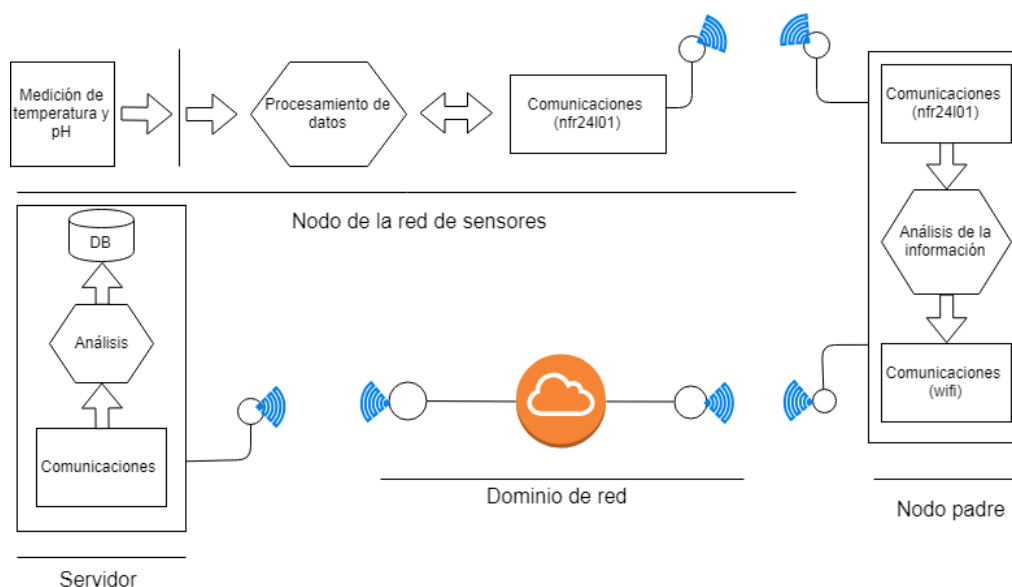 Medición de
temperatura y
pH
Procesamiento de
datos
Comunicaciones
(nfr24l01)
Nodo de la red de sensores
Comunicaciones
(nfr24l01)
Análisis de la
información
Comunicaciones
(wifi)
Nodo padre
DB
Análisis
Comunicaciones
Servidor
Dominio de red